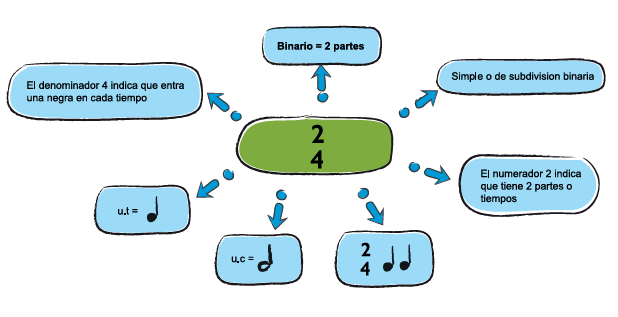 Binario = 2 partes
El denominador 4 indica que entra
una negra en cada tiempo
Simple o de subdivision binaria
2
4
El numerador 2 indica
que tiene 2 partes o
tiempos
u.t =
u.c =
2
4